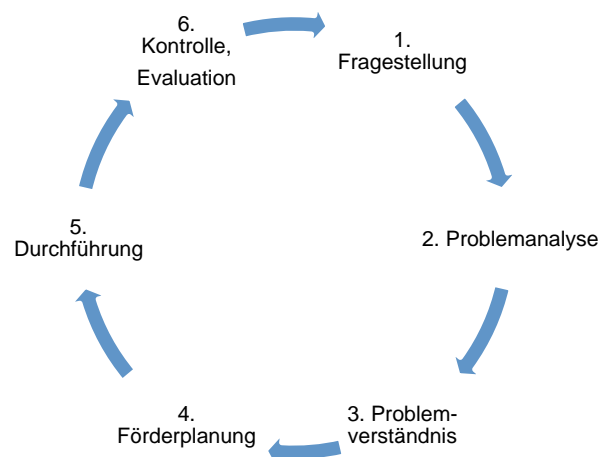 1.
Fragestellung
2. Problemanalyse
3. Problem-
verständnis
4.
Förderplanung
5.
Durchführung
6.
Kontrolle,
Evaluation